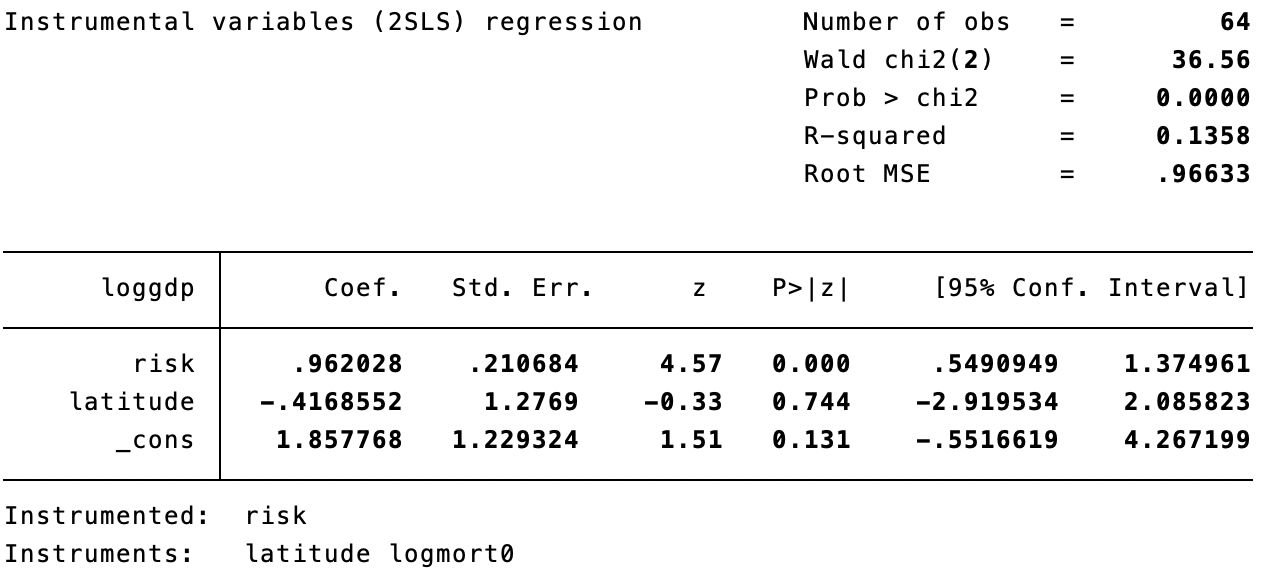 Instrumental variables (2SLS) regression Number of obs = 64
Wald chi2(2) = 36.56
Prob > chi2 = 0.0000
R-squared = 0.1358
Root MSE = .96633
loggdp Coef. Std. Err. z P>|z| [95% Conf. Interval]
risk .962028 .210684 4.57 0.000 .5490949 1.374961
latitude -.4168552 1.2769 -0.33 0.744 -2.919534 2.085823
_cons 1.857768 1.229324 1.51 0.131 -.5516619 4.267199
Instrumented: risk
Instruments: latitude logmort0